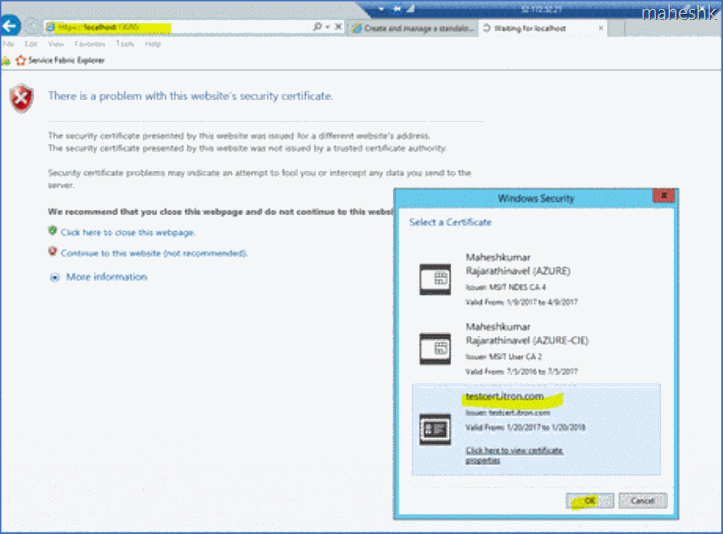 maheshk
52.172.52.21
https://localhost:19080
Create and manage a standalo...
Waiting for localhost
File Edit View Favorites Tools Help
Service Fabric Explorer
There is a problem with this website's security certificate.
The security certificate presented by this website was issued for a different website's address.
The security certificate presented by this website was not issued by a trusted certificate authority.
Security certificate problems may indicate an attempt to fool you or intercept any data you send to the
server.
We recommend that you close this webpage and do not continue to this websi
Click here to close this webpage.
Continue to this website (not recommended).
More information
Windows Security
Select a Certificate
Maheshkumar
Rajarathinavel (AZURE)
Issuer: MSIT NDES CA 4
Valid From: 1/9/2017 to 4/9/2017
Maheshkumar
Rajarathinavel (AZURE-CIE)
Issuer: MSIT User CA 2
Valid From: 7/5/2016 to 7/5/2017
testcert.itron.com
Issuer: testcert.itron.com
Valid From: 1/20/2017 to 1/20/2018
Click here to view certificate
properties
OK
Cancel